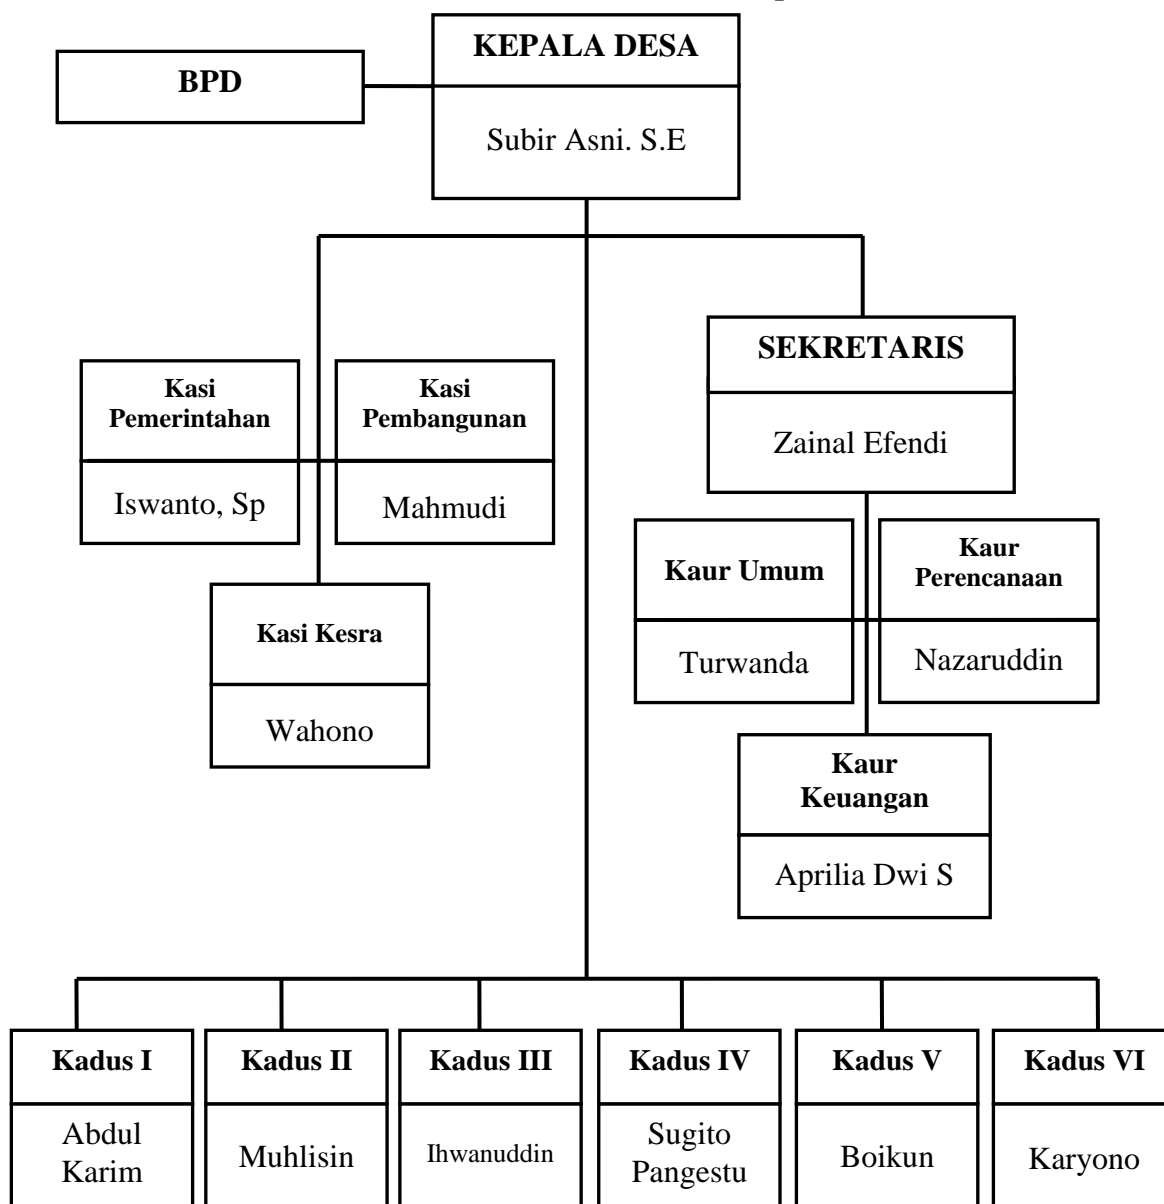 KEPALA DESA
BPD
Subir Asni. S.E
SEKRETARIS
Zainal Efendi
Kasi
Pemerintahan
Iswanto, Sp
Kasi
Pembangunan
Mahmudi
Kasi Kesra
Wahono
Kaur Umum
Turwanda
Kaur
Perencanaan
Nazaruddin
Kaur
Keuangan
Aprilia Dwi S
Kadus I
Abdul
Karim
Kadus II
Muhlisin
Kadus III
Ihwanuddin
Kadus IV
Sugito
Pangestu
Kadus V
Boikun
Kadus VI
Karyono